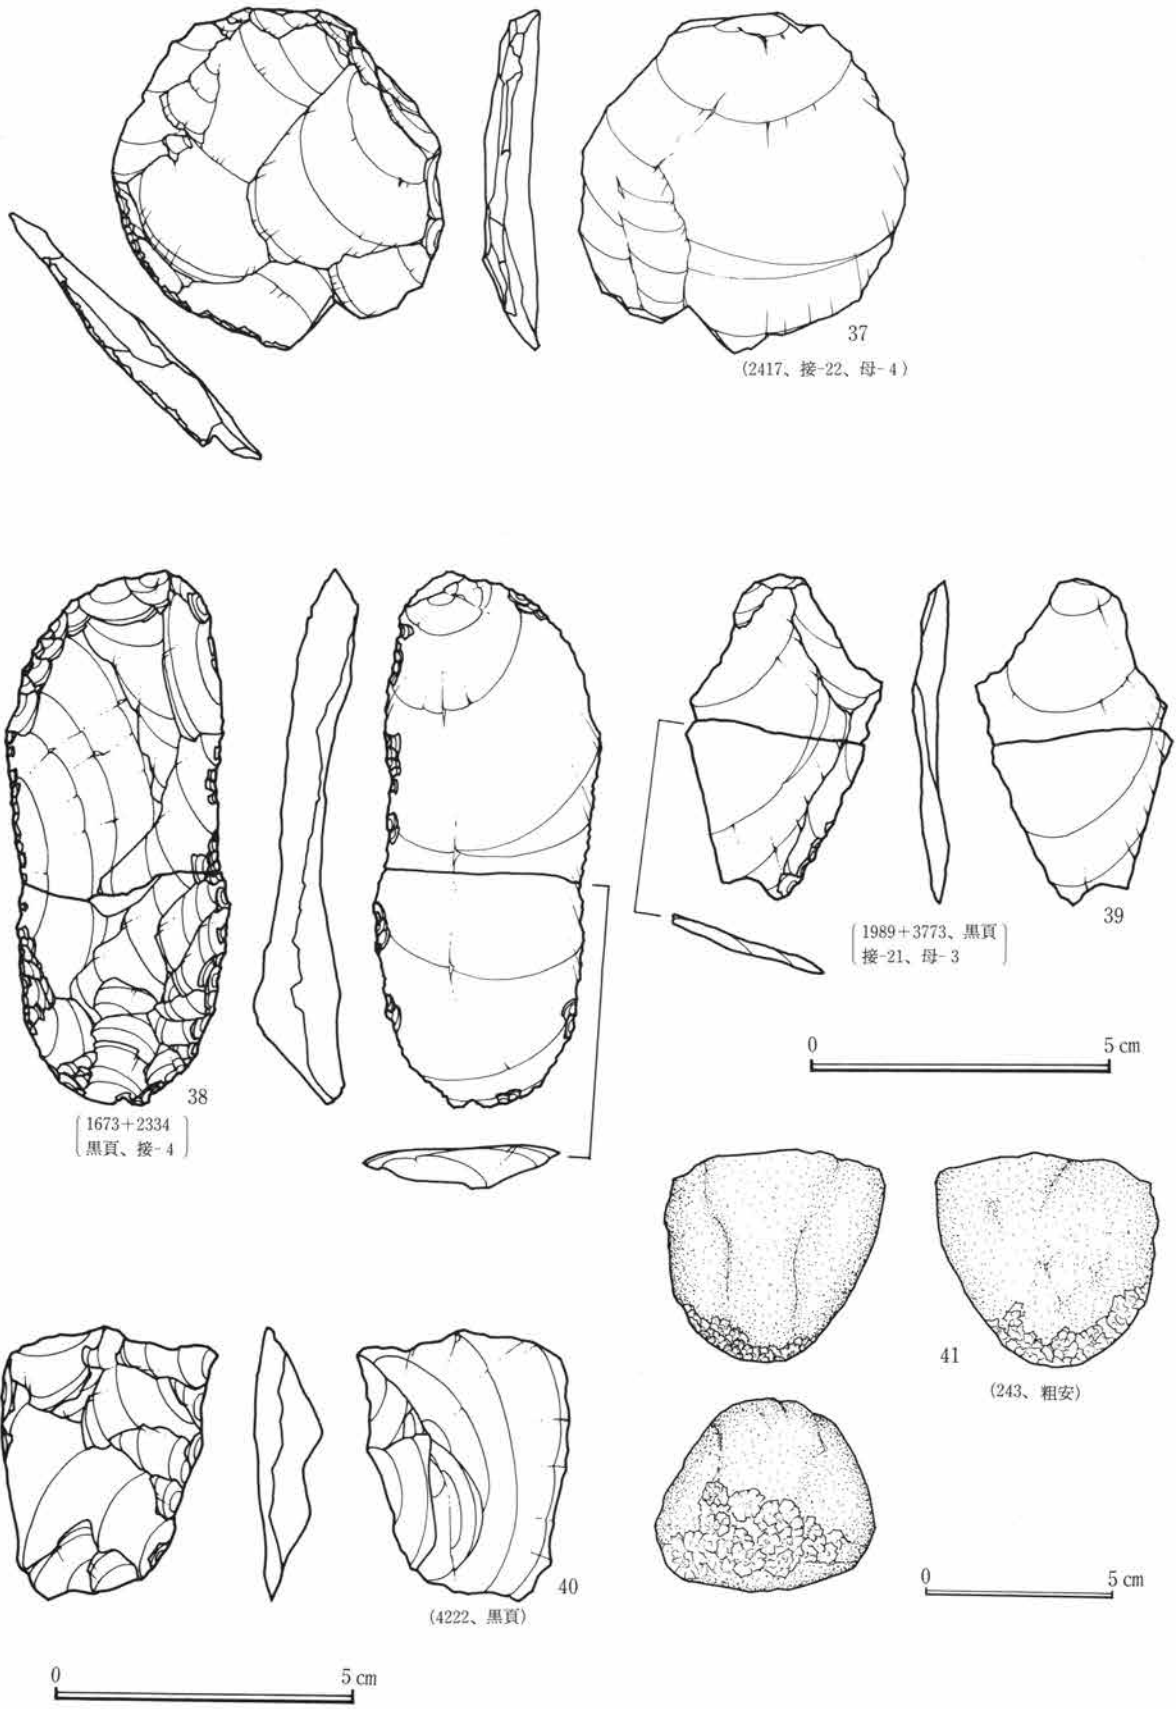 37
(2417、接-22、母-4)
38
1673+2334
黒頁、接-4
39
1989+3773、黒頁
接-21、母-3
0 5 cm
41
(243、粗安)
40
(4222、黒頁)
0 5 cm
0 5 cm